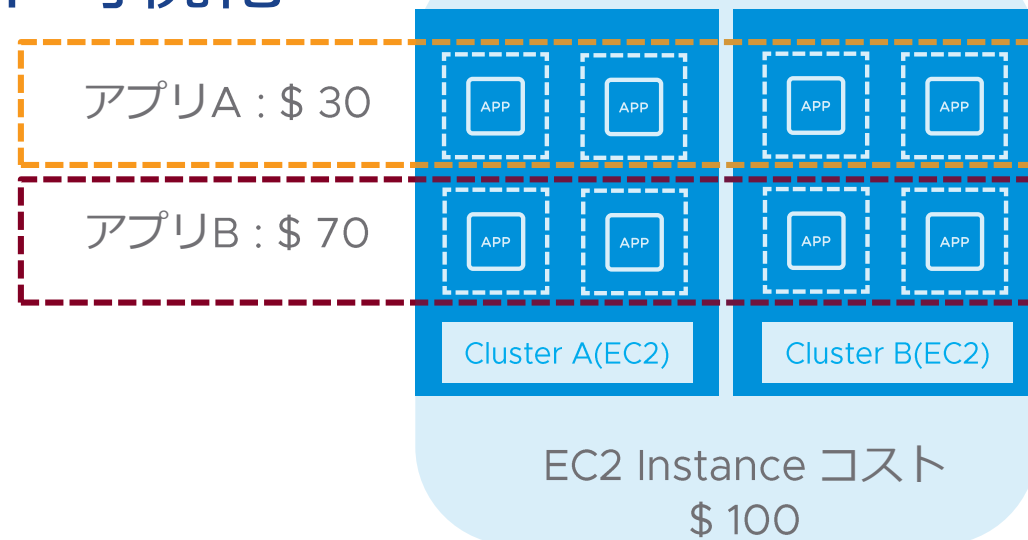 アプリA : $ 30
APP
APP
APP
APP
アプリB : $ 70
APP
APP
APP
APP
Cluster A(EC2)
Cluster B(EC2)
EC2 Instance コスト
$ 100